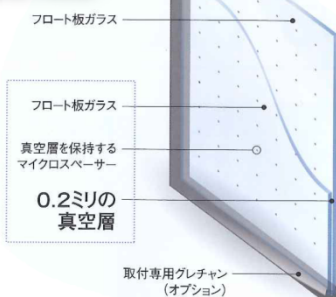 フロート板ガラス
フロート板ガラス
真空層を保持する
マイクロスペーサー
0.2ミリの
真空層
取付専用グレチャン
(オプション)